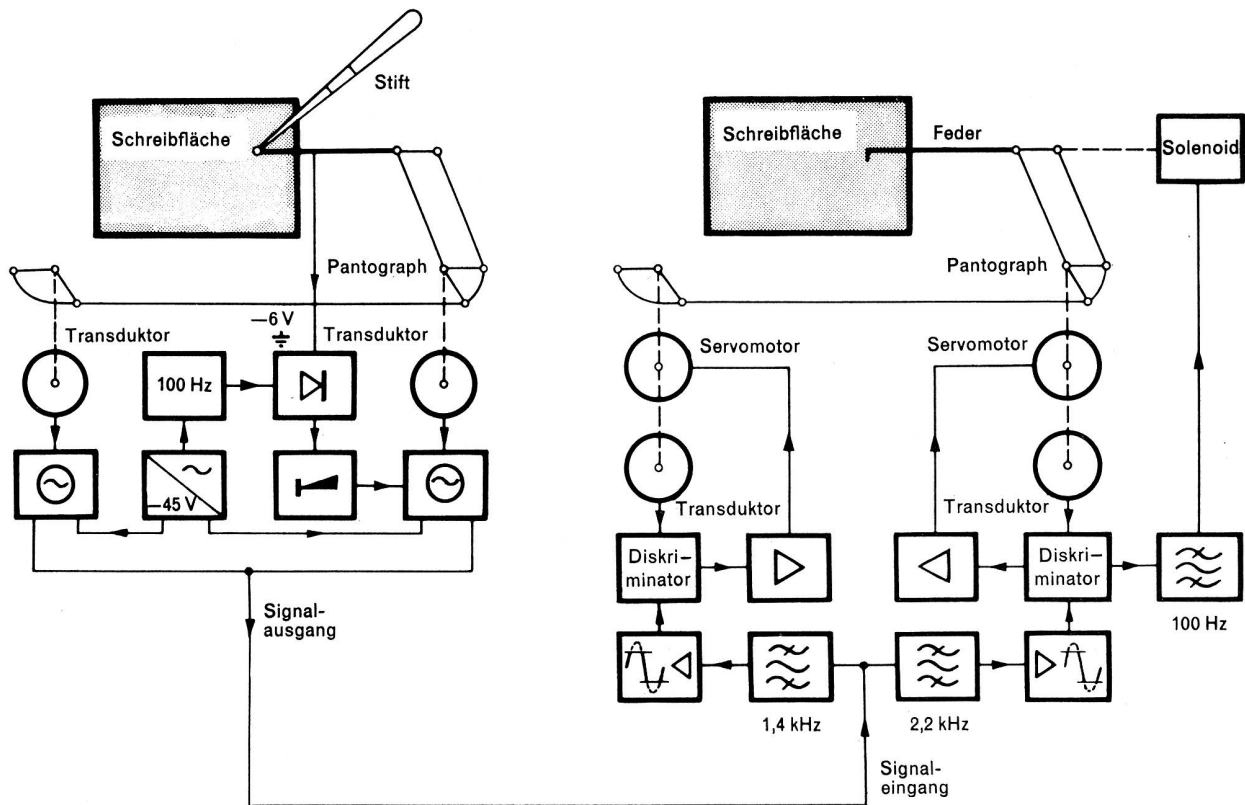 Stift
Schreibfläche
Pantograph
Transduktor
—6 V
Transduktor
100 Hz
—45 V
Signal-
ausgang
Schreibfläche
Feder
Solenoid
Pantograph
Servomotor
Servomotor
Transduktor
Transduktor
Diskri-
minator
Diskri-
minator
100 Hz
1,4 kHz
2,2 kHz
Signal-
eingang